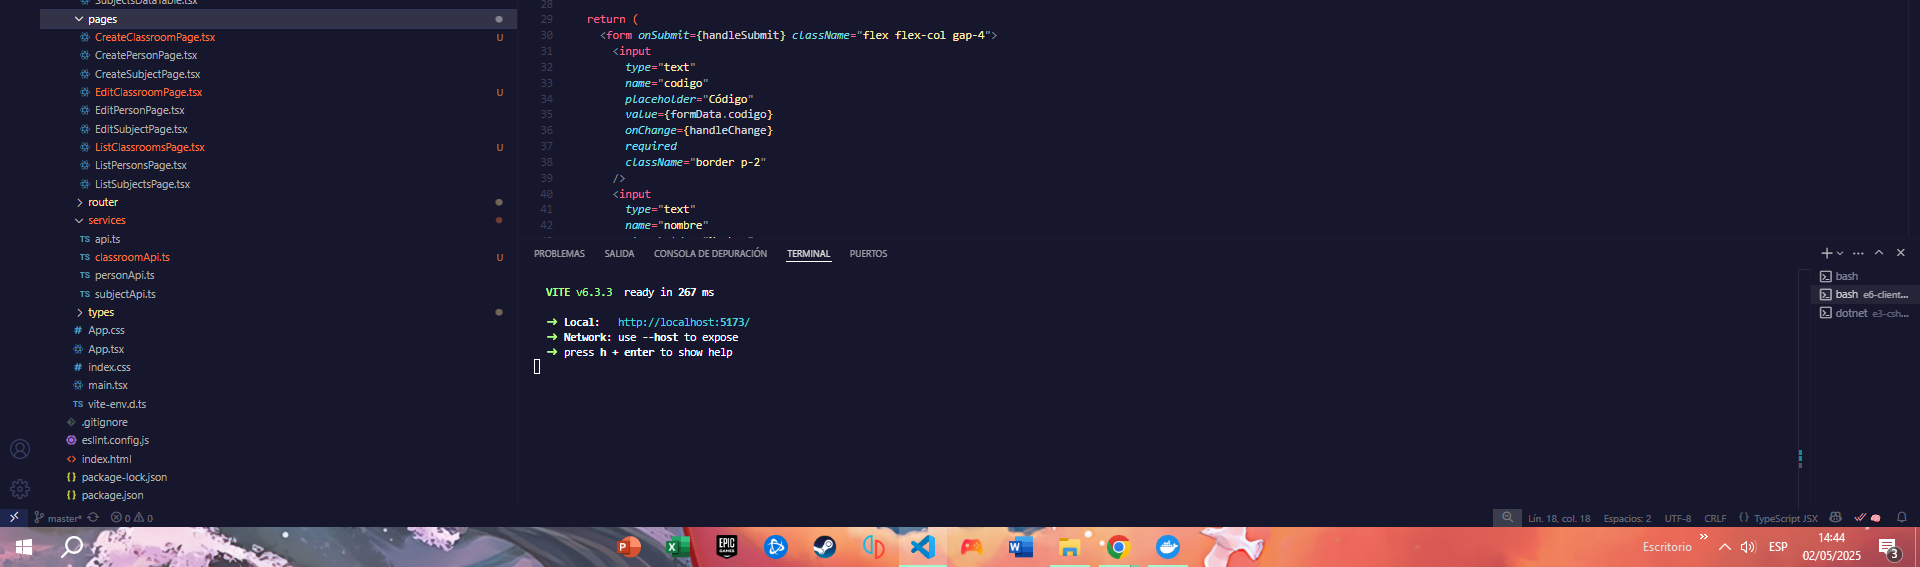 SubjectsDataTable.tsx
pages
CreateClassroomPage.tsx U
CreatePersonPage.tsx
CreateSubjectPage.tsx
EditClassroomPage.tsx U
EditPersonPage.tsx
EditSubjectPage.tsx
ListClassroomsPage.tsx U
ListPersonsPage.tsx
ListSubjectsPage.tsx
router
services
TS api.ts
TS classroomApi.ts U
TS personApi.ts
TS subjectApi.ts
types
# App.css
App.tsx
# index.css
main.tsx
TS vite-env.d.ts
.gitignore
eslint.config.js
<> index.html
{} package-lock.json
{} package.json
28
29 return (
30 <form onSubmit={handleSubmit} className="flex flex-col gap-4">
31 <input
32 type="text"
33 name="codigo"
34 placeholder="Código"
35 value={formData.codigo}
36 onChange={handleChange}
37 required
38 className="border p-2"
39 />
40 <input
41 type="text"
42 name="nombre"
PROBLEMAS SALIDA CONSOLA DE DEPURACIÓN TERMINAL PUERTOS
VITE v6.3.3 ready in 267 ms
➜ Local: http://localhost:5173/
➜ Network: use --host to expose
➜ press h + enter to show help
bash
bash e6-client...
dotnet e3-csh...
master* 0 0
Lín. 18, col. 18 Espacios: 2 UTF-8 CRLF {} TypeScript JSX
P X EPIC GAMES W
Escritorio » ESP
14:44
02/05/2025
3